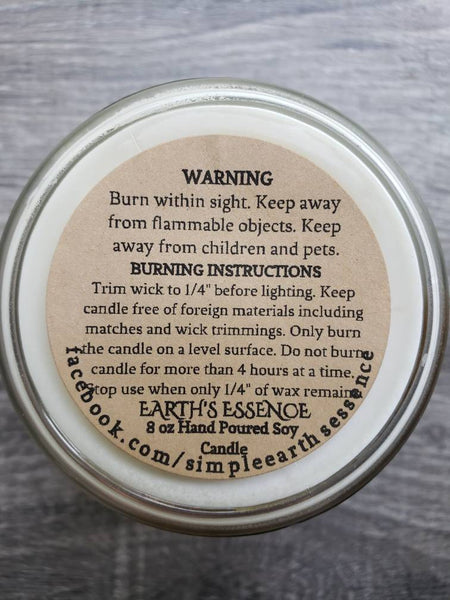 WARNING
Burn within sight. Keep away
from flammable objects. Keep
away from children and pets.
BURNING INSTRUCTIONS
Trim wick to 1/4" before lighting. Keep
candle free of foreign materials including
matches and wick trimmings. Only burn
the candle on a level surface. Do not burn
candle for more than 4 hours at a time.
Stop use when only 1/4" of wax remains
EARTH'S ESSENCE
8 oz Hand Poured Soy
Candle
facebook.com/simpleearthsessence